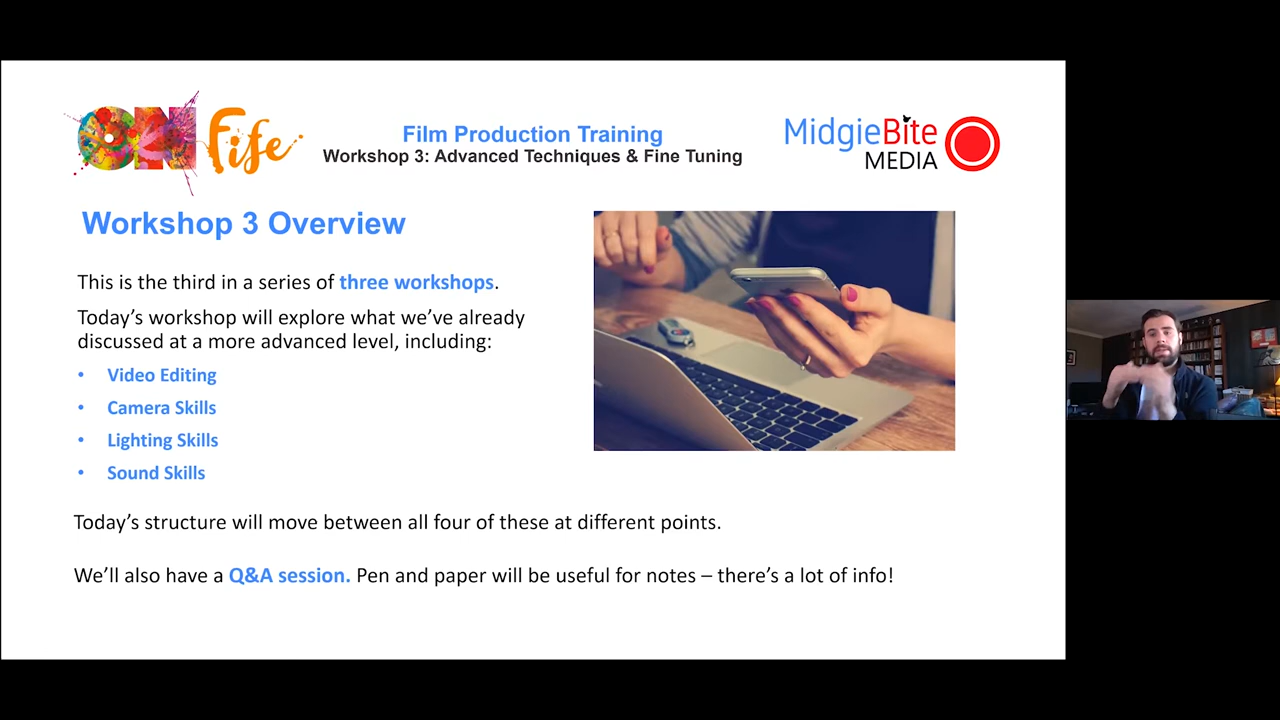 ON Fife
Film Production Training
Workshop 3: Advanced Techniques & Fine Tuning
MidgieBite
MEDIA
Workshop 3 Overview
This is the third in a series of three workshops.
Today’s workshop will explore what we’ve already
discussed at a more advanced level, including:
• Video Editing
• Camera Skills
• Lighting Skills
• Sound Skills
Today’s structure will move between all four of these at different points.
We’ll also have a Q&A session. Pen and paper will be useful for notes – there’s a lot of info!